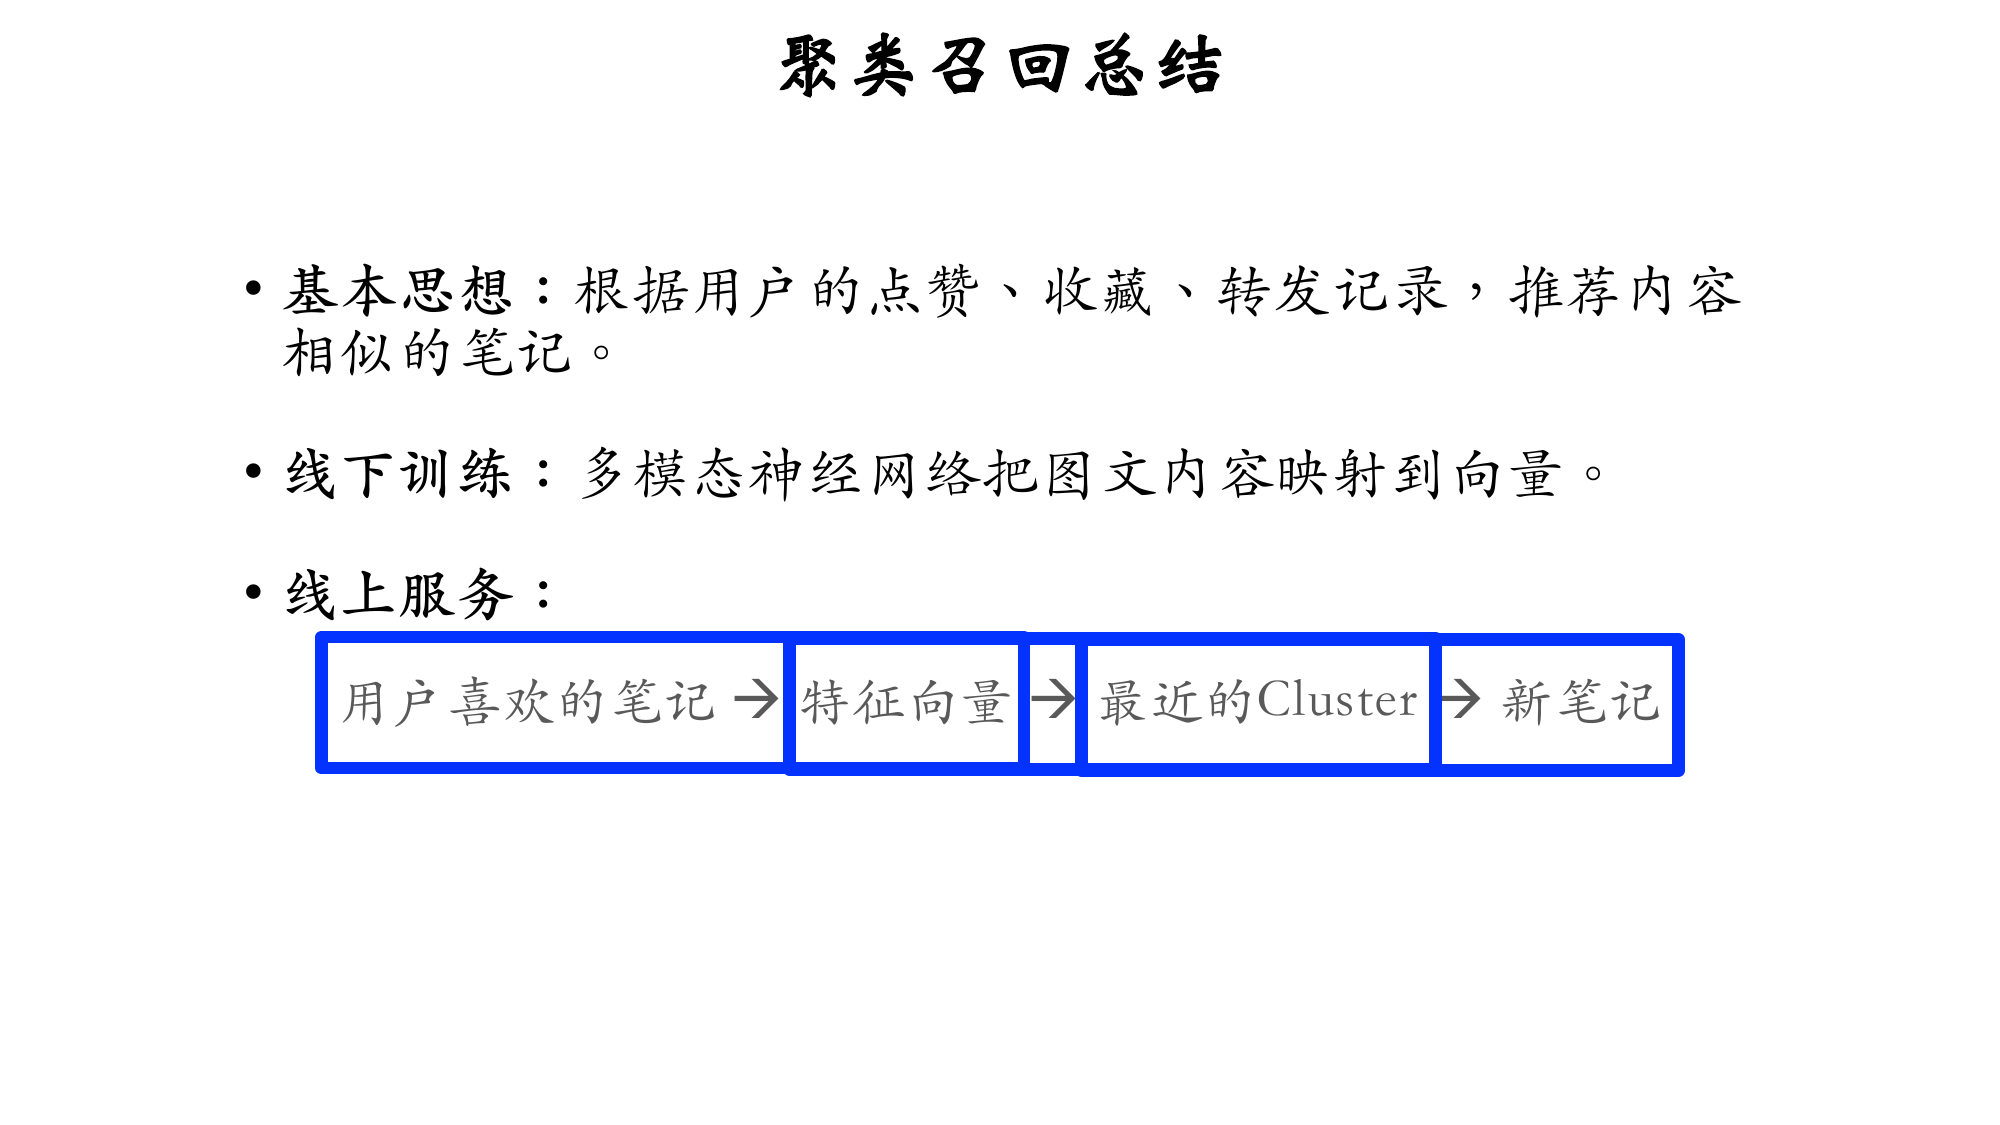 聚类召回总结
• 基本思想：根据用户的点赞、收藏、转发记录，推荐内容
相似的笔记。
• 线下训练：多模态神经网络把图文内容映射到向量。
• 线上服务：
用户喜欢的笔记 → 特征向量 → 最近的Cluster → 新笔记